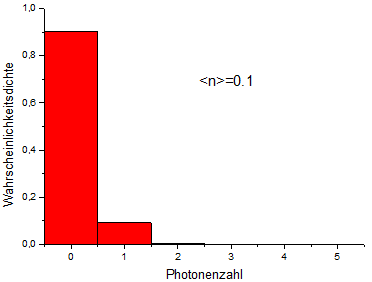 1,0
0,8
0,6
0,4
0,2
0,0
Wahrscheinlichkeitsdichte
<n>=0.1
0 1 2 3 4 5
Photonenzahl